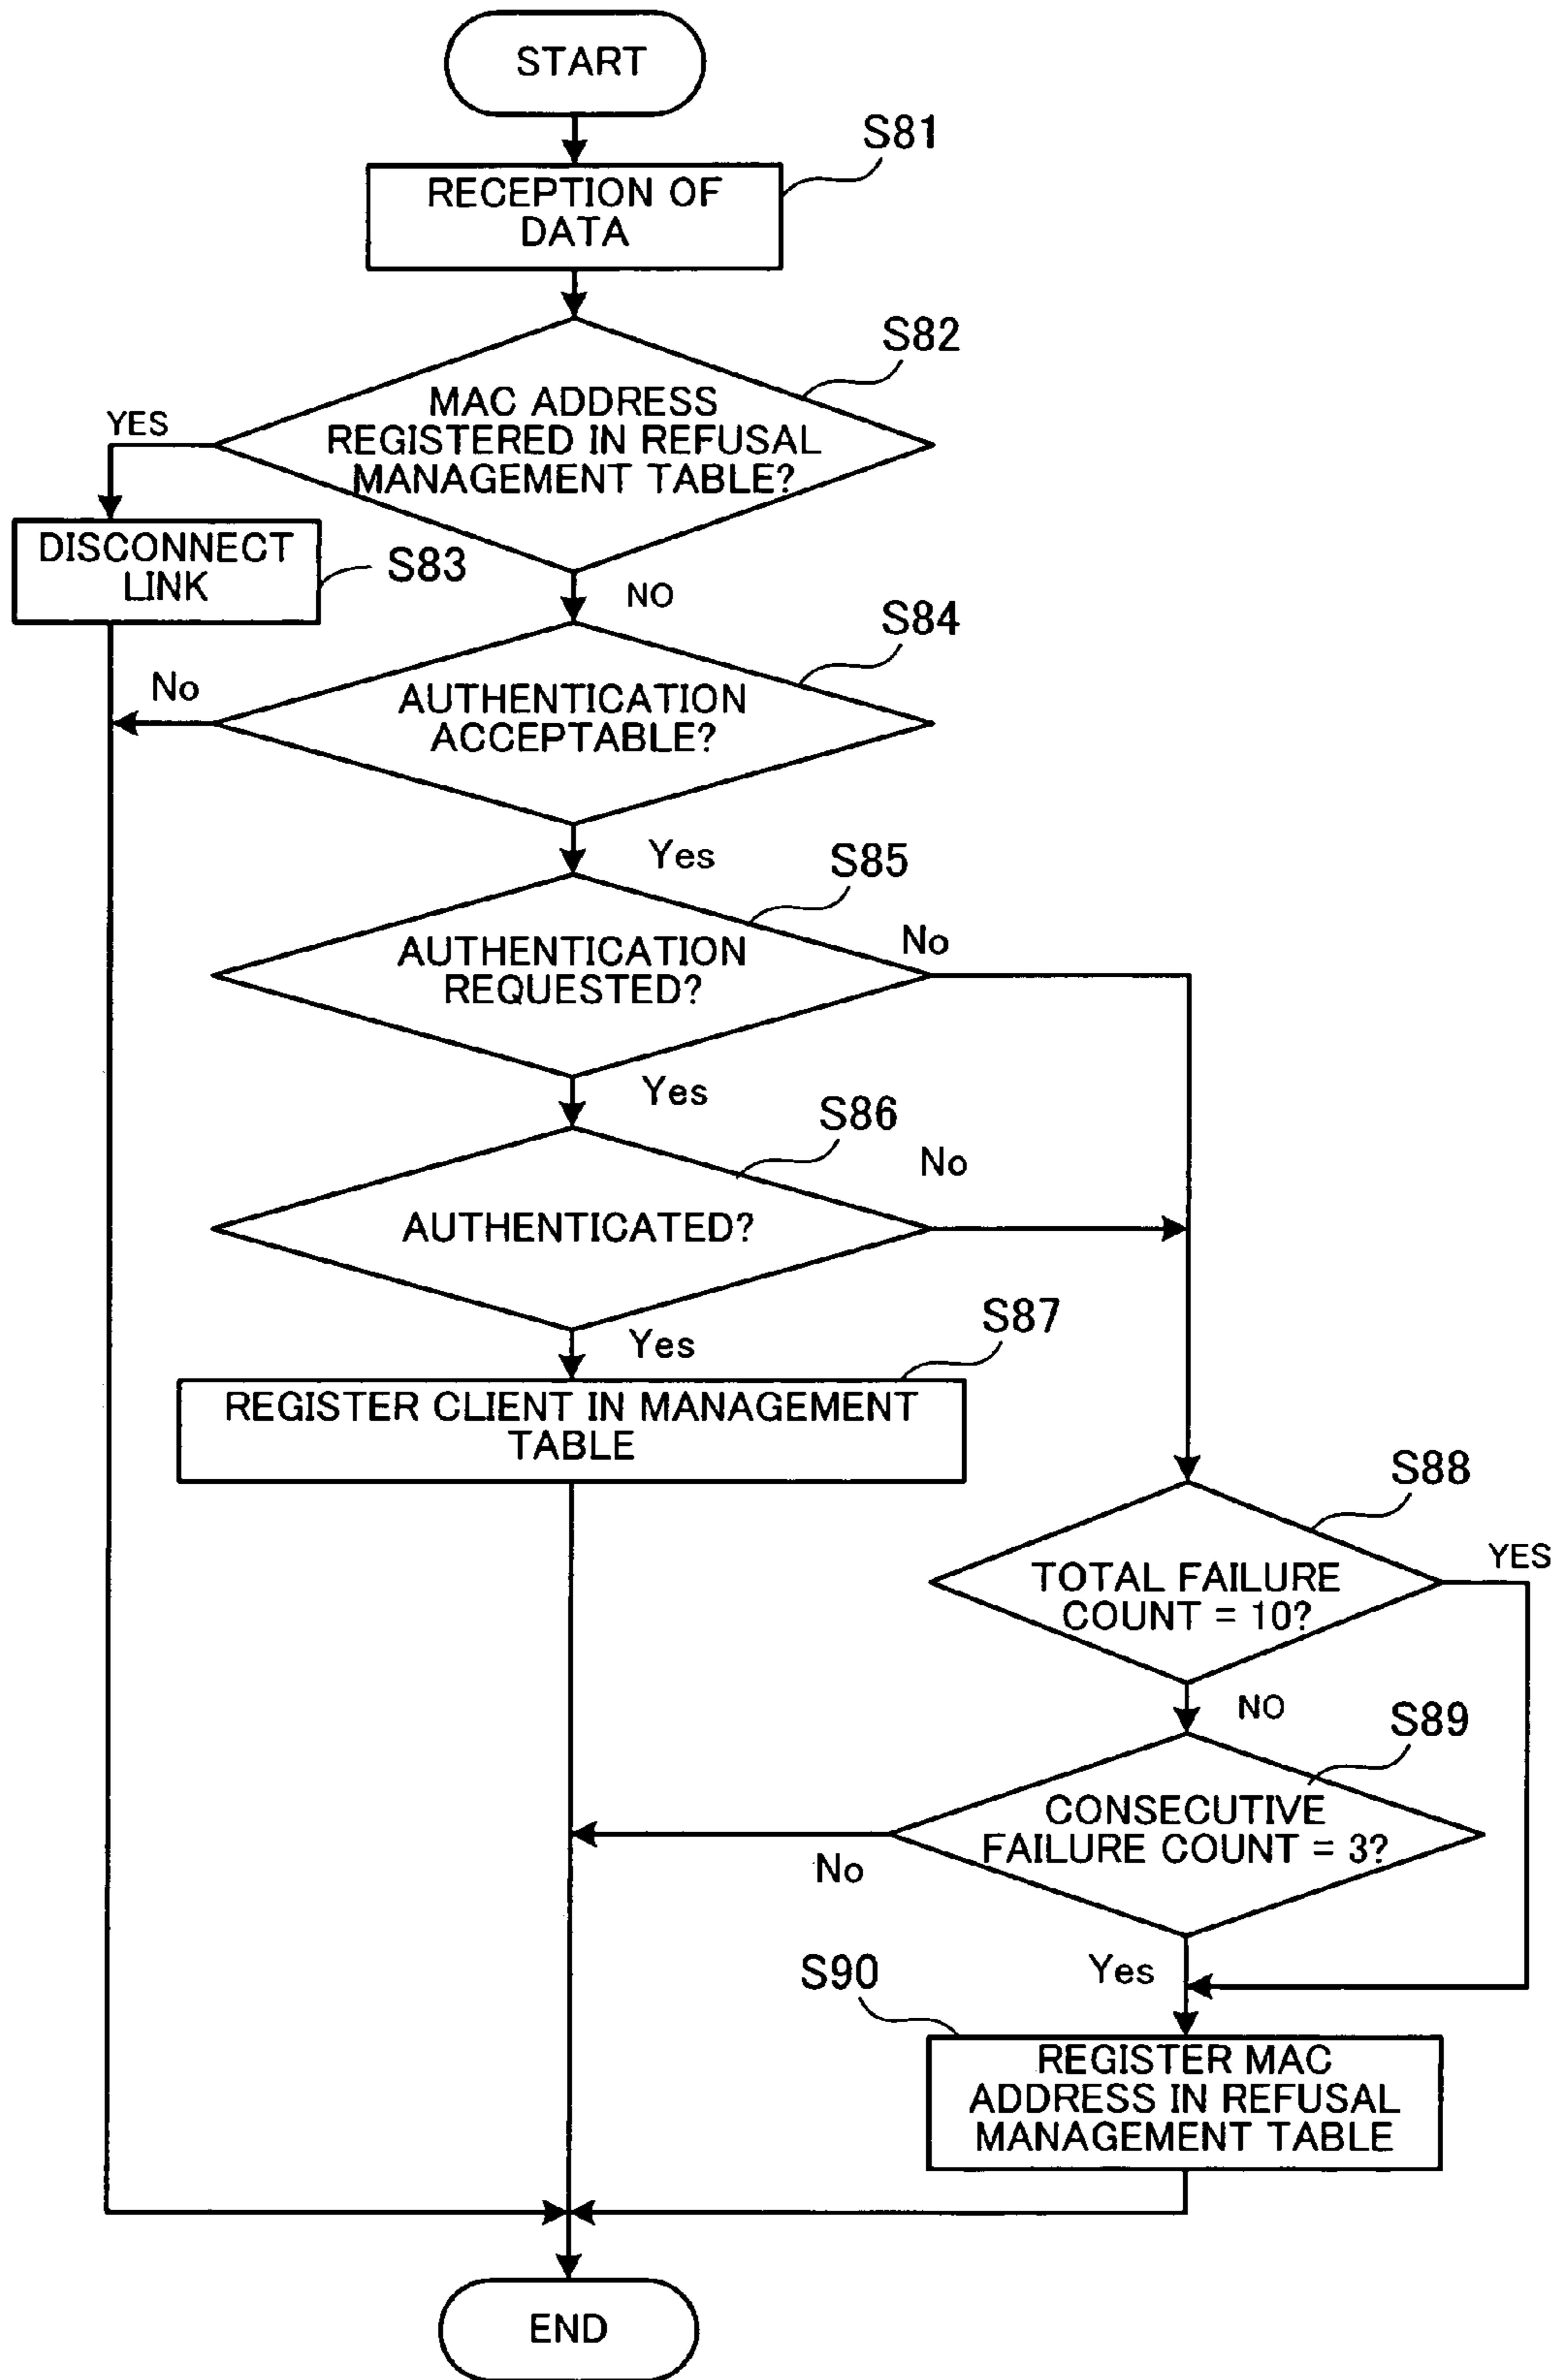 START
S81
RECEPTION OF
DATA
S82
MAC ADDRESS
REGISTERED IN REFUSAL
MANAGEMENT TABLE?
YES
DISCONNECT
LINK
S83
NO
S84
No
AUTHENTICATION
ACCEPTABLE?
Yes
S85
No
AUTHENTICATION
REQUESTED?
Yes
S86
No
AUTHENTICATED?
Yes
S87
REGISTER CLIENT IN MANAGEMENT
TABLE
S88
YES
TOTAL FAILURE
COUNT = 10?
NO
S89
CONSECUTIVE
FAILURE COUNT = 3?
No
Yes
S90
REGISTER MAC
ADDRESS IN REFUSAL
MANAGEMENT TABLE
END